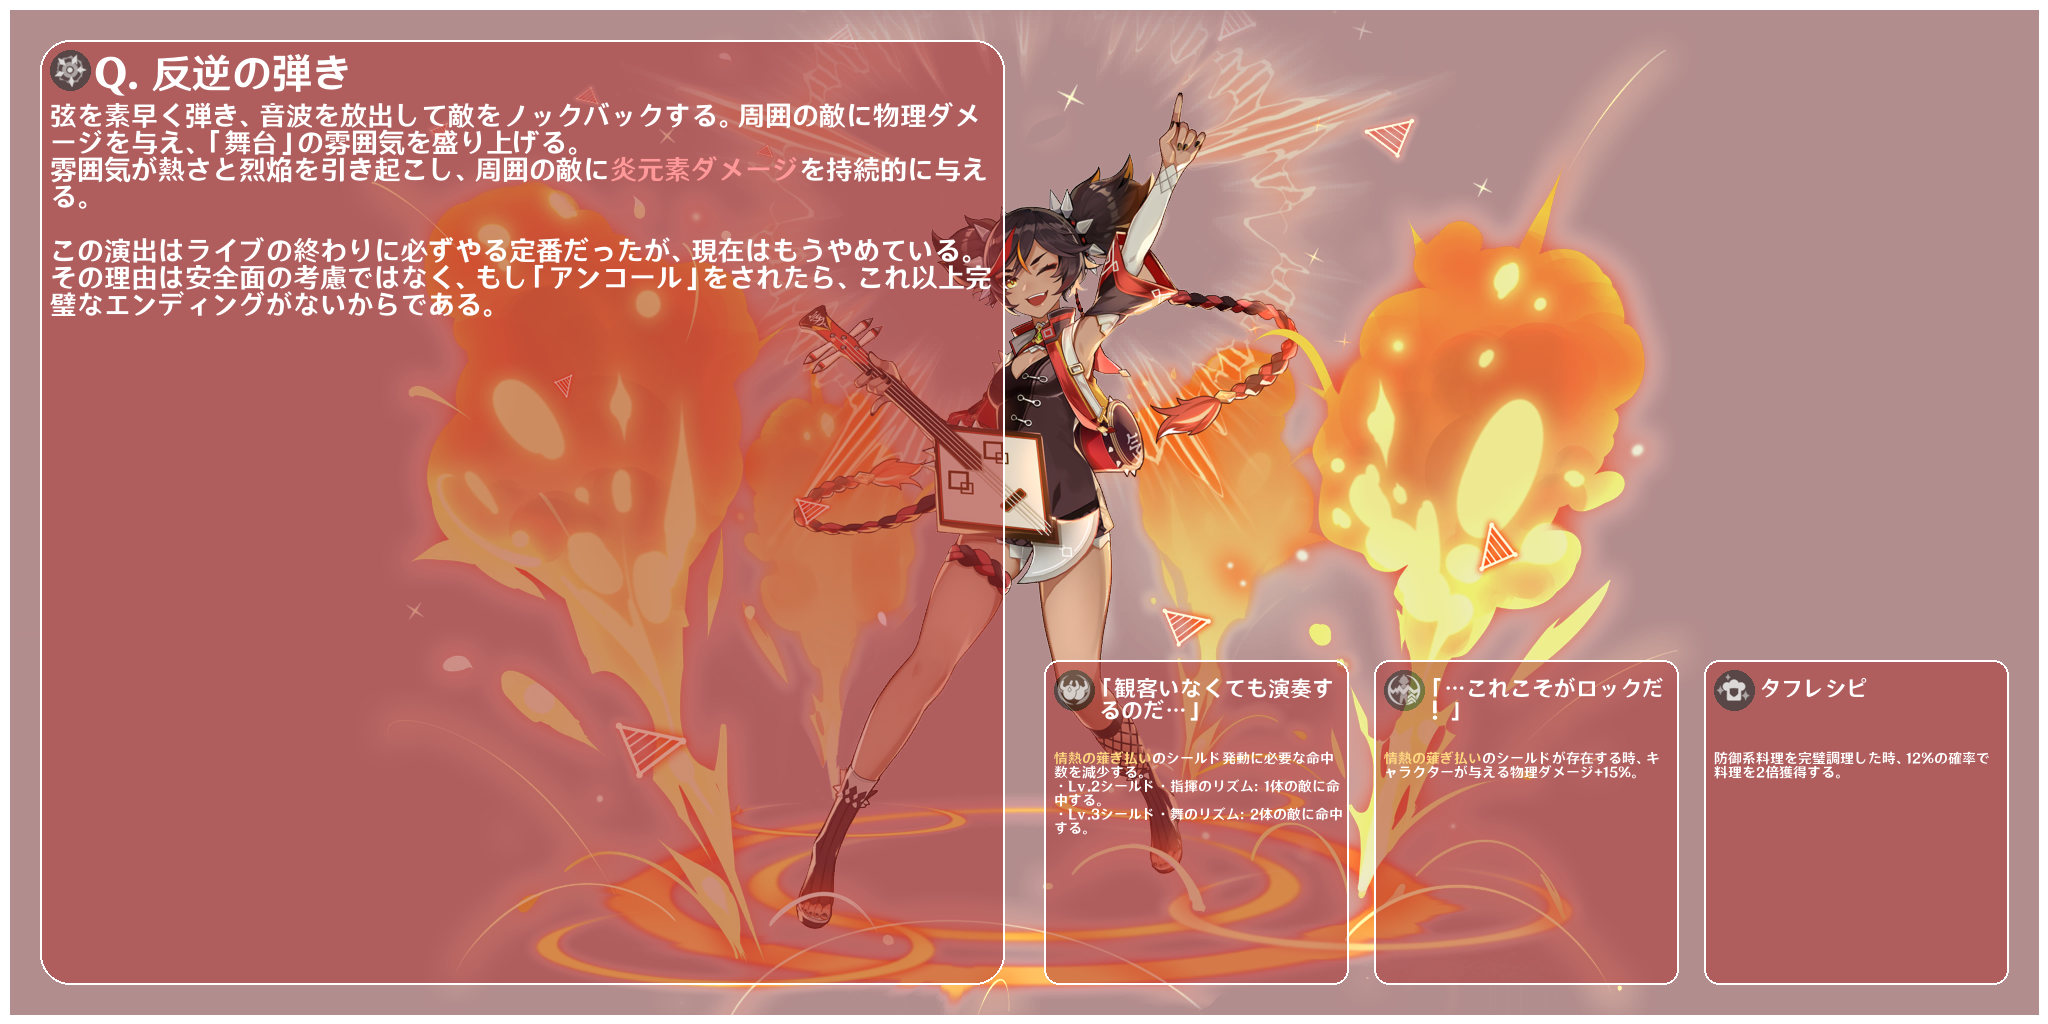 Q. 反逆の弾き
弦を素早く弾き、音波を放出して敵をノックバックする。周囲の敵に物理ダメ
ージを与え、「舞台」の雰囲気を盛り上げる。
雰囲気が熱さと烈焔を引き起こし、周囲の敵に炎元素ダメージを持続的に与え
る。
この演出はライブの終わりに必ずやる定番だったが、現在はもうやめている。
その理由は安全面の考慮ではなく、もし「アンコール」をされたら、これ以上完
璧なエンディングがないからである。
「観客いなくても演奏す
るのだ…」
情熱の薙ぎ払いのシールド発動に必要な命中
数を減少する。
・Lv.2シールド・指揮のリズム: 1体の敵に命
中する。
・Lv.3シールド・舞のリズム: 2体の敵に命中
する。
「…これこそがロックだ
！」
情熱の薙ぎ払いのシールドが存在する時、キ
ャラクターが与える物理ダメージ+15%。
タフレシピ
防御系料理を完璧調理した時、12%の確率で
料理を2倍獲得する。